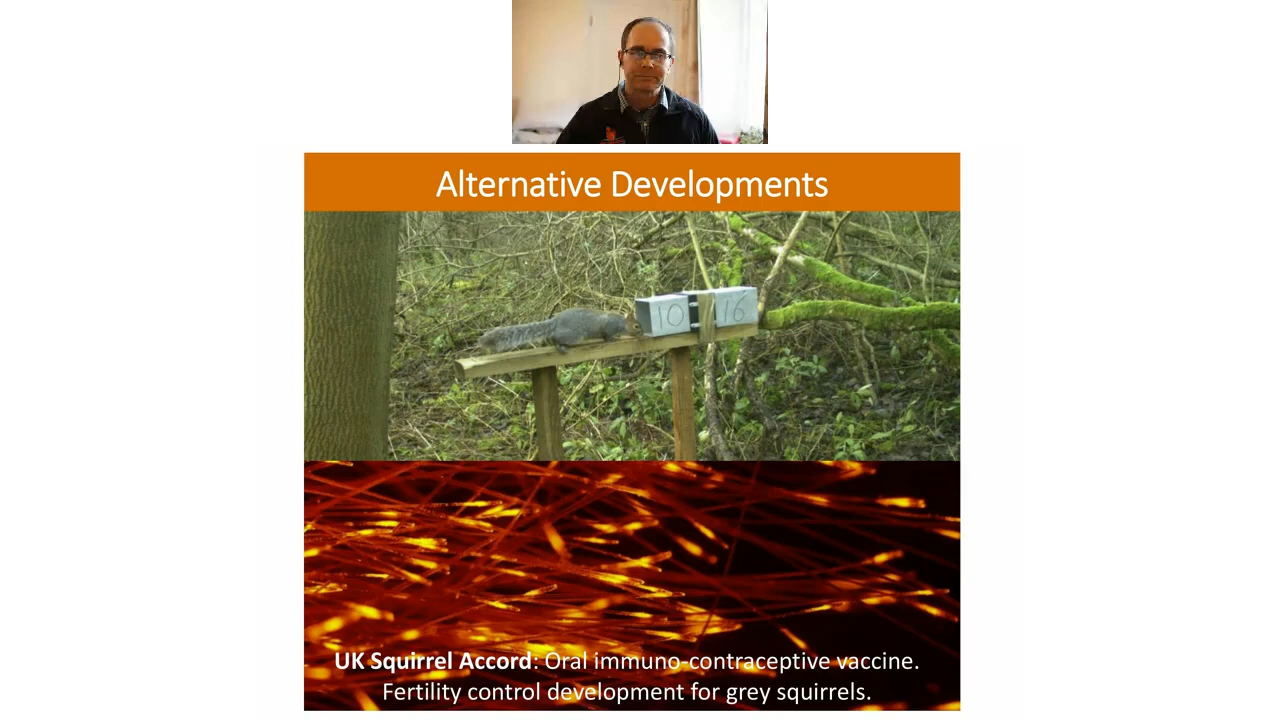 Alternative Developments
10 16
UK Squirrel Accord: Oral immuno-contraceptive vaccine.
Fertility control development for grey squirrels.